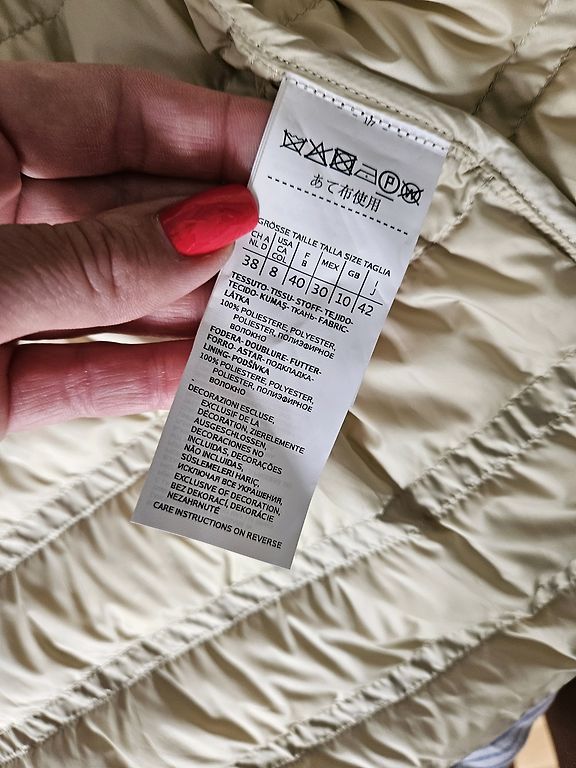 P W
あて布使用
GRÖSSE TAILLE TALLA SIZE TAGLIA
CH A NL D
USA CA COL
F B
MEX
GB
I J
38 8 40 30 10 42
TESSUTO-TISSU-STOFF-TEJIDO-
TECIDO-KUMAŞ-ТКАНЬ-FABRIC-
LÁTKA
100% POLIESTERE, POLYESTER,
POLIESTER, ПОЛИЭФИРНОЕ
ВОЛОКНО
FODERA-DOUBLURE-FUTTER-
FORRO-ASTAR-ПОДКЛАДКА-
LINING-PODŠÍVKA
100% POLIESTERE, POLYESTER,
POLIESTER, ПОЛИЭФИРНОЕ
ВОЛОКНО
DECORAZIONI ESCLUSE,
EXCLUSIF DE LA
DÉCORATION, ZIERELEMENTE
AUSGESCHLOSSEN,
DECORACIONES NO
INCLUIDAS, DECORAÇÕES
NÃO INCLUÍDAS,
SÜSLEMELERI HARIÇ,
ИСКЛЮЧАЯ ВСЕ УКРАШЕНИЯ,
EXCLUSIVE OF DECORATION,
BEZ DEKORACÍ, DEKORÁCIE
NEZAHRNUTÉ
CARE INSTRUCTIONS ON REVERSE